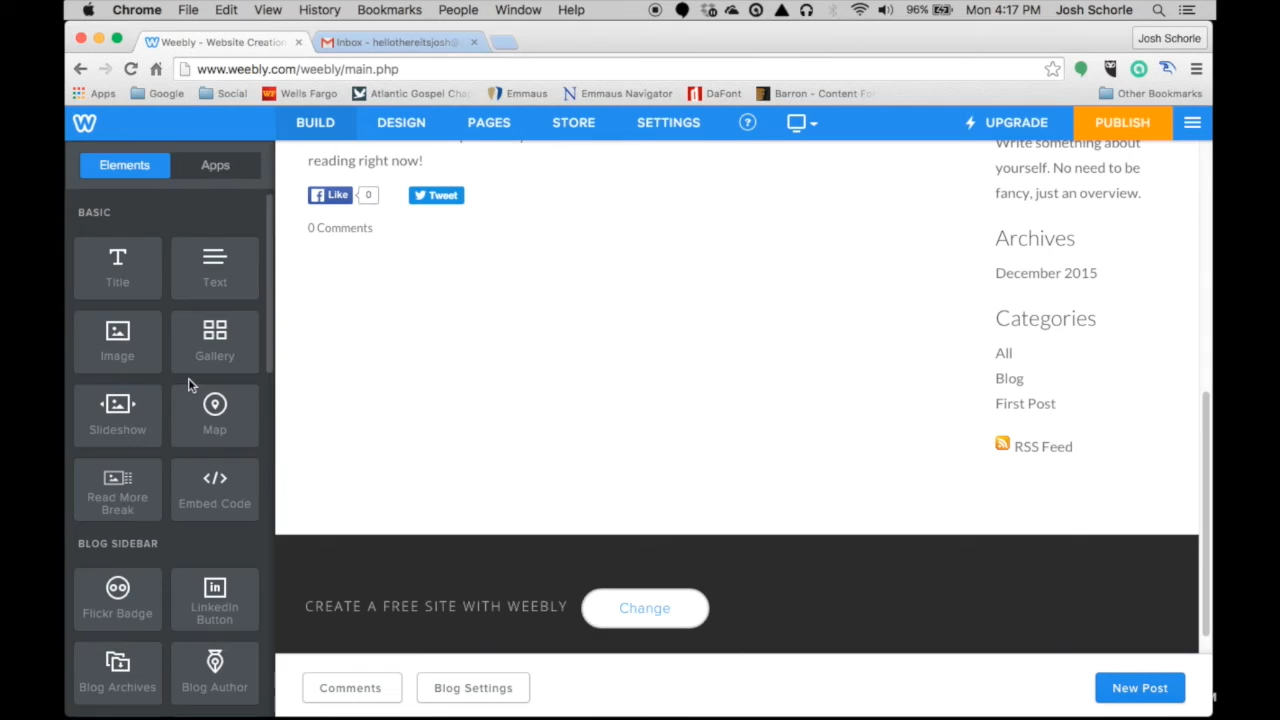 Chrome File Edit View History Bookmarks People Window Help 96% Mon 4:17 PM Josh Schorle
Weebly - Website Creation Inbox - hellothereitsjosh@ Josh Schorle
www.weebly.com/weebly/main.php
Apps Google Social Wells Fargo Atlantic Gospel Cha Emmaus Emmaus Navigator DaFont Barron - Content Fo Other Bookmarks
BUILD DESIGN PAGES STORE SETTINGS ? UPGRADE PUBLISH
Elements Apps
BASIC
Title Text
Image Gallery
Slideshow Map
Read More
Break
Embed Code
BLOG SIDEBAR
Flickr Badge
LinkedIn
Button
Blog Archives Blog Author
reading right now!
Like 0 Tweet
0 Comments
Write something about
yourself. No need to be
fancy, just an overview.
Archives
December 2015
Categories
All
Blog
First Post
RSS Feed
CREATE A FREE SITE WITH WEEBLY Change
Comments Blog Settings New Post